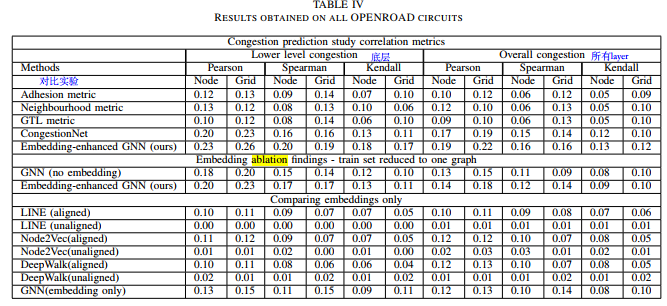 TABLE IV
RESULTS OBTAINED ON ALL OPENROAD CIRCUITS
Congestion prediction study correlation metrics
Lower level congestion 底层 Overall congestion 所有layer
Methods Pearson Spearman Kendall Pearson Spearman Kendall
对比实验 Node Grid Node Grid Node Grid Node Grid Node Grid Node Grid
Adhesion metric 0.12 0.13 0.09 0.14 0.07 0.10 0.10 0.12 0.06 0.12 0.05 0.09
Neighbourhood metric 0.13 0.12 0.08 0.13 0.10 0.06 0.12 0.10 0.06 0.13 0.05 0.10
GTL metric 0.10 0.12 0.08 0.14 0.06 0.10 0.09 0.10 0.06 0.13 0.05 0.10
CongestionNet 0.20 0.23 0.16 0.16 0.13 0.11 0.17 0.19 0.15 0.14 0.12 0.10
Embedding-enhanced GNN (ours) 0.23 0.26 0.20 0.19 0.18 0.17 0.19 0.22 0.16 0.16 0.13 0.12
Embedding ablation findings - train set reduced to one graph
GNN (no embedding) 0.18 0.20 0.15 0.14 0.12 0.10 0.13 0.15 0.11 0.09 0.08 0.10
Embedding-enhanced GNN (ours) 0.20 0.23 0.17 0.17 0.13 0.11 0.14 0.18 0.12 0.14 0.09 0.10
Comparing embeddings only
LINE (aligned) 0.10 0.11 0.09 0.07 0.07 0.05 0.10 0.11 0.09 0.08 0.07 0.06
LINE (unaligned) 0.00 0.00 0.00 0.00 0.00 0.00 0.01 0.01 0.01 0.01 0.01 0.01
Node2Vec(aligned) 0.11 0.12 0.09 0.07 0.07 0.05 0.12 0.12 0.10 0.07 0.08 0.05
Node2Vec(unaligned) 0.01 0.01 0.02 0.00 0.01 0.00 0.02 0.03 0.03 0.01 0.02 0.01
DeepWalk(aligned) 0.10 0.11 0.08 0.06 0.06 0.04 0.12 0.13 0.10 0.07 0.08 0.05
DeepWalk(unaligned) 0.02 0.01 0.02 0.02 0.01 0.02 0.01 0.01 0.02 0.01 0.01 0.02
GNN(embedding only) 0.13 0.15 0.11 0.15 0.09 0.11 0.12 0.13 0.10 0.14 0.08 0.10